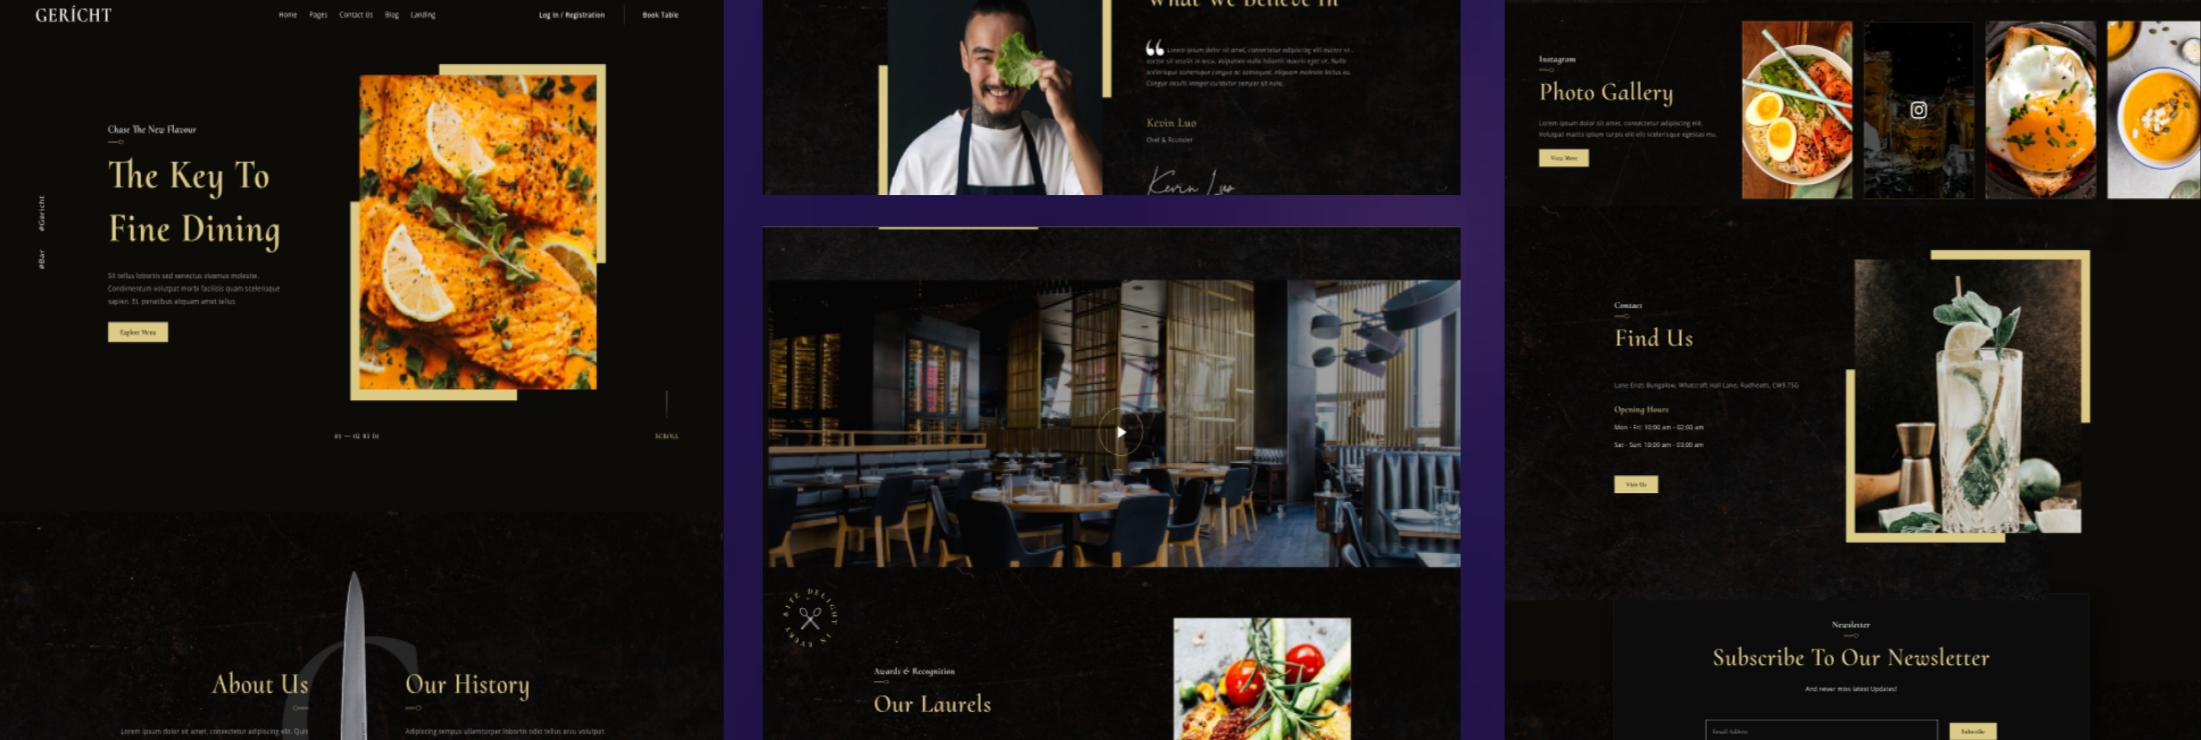 GERÍCHT
Home Pages Contact Us Blog Landing
Log In / Registration Book Table
Chase The New Flavour
The Key To
Fine Dining
Sit tellus lobortis sed senectus vivamus molestie.
Condimentum volutpat morbi facilisis quam scelerisque
sapien. Et, penatibus aliquam amet tellus
Explore Menu
#Gericht
#Bar
01 — 02 03 04
SCROLL
About Us
Our History
Lorem ipsum dolor sit amet, consectetur adipiscing elit. Quis
Adipiscing tempus ullamcorper lobortis odio tellus arcu volutpat.
What We Believe In
Lorem ipsum dolor sit amet, consectetur adipiscing elit auctor sit .
auctor sit iaculis in arcu. Vulputate nulla lobortis mauris eget sit. Nulla
scelerisque scelerisque congue ac consequat, aliquam molestie lectus eu.
Congue iaculis integer curabitur semper sit nunc.
Kevin Luo
Chef & Founder
Kevin Luo
BITE DELIGHT IN EVERY
Awards & Recognition
Our Laurels
Instagram
Photo Gallery
Lorem ipsum dolor sit amet, consectetur adipiscing elit.
Volutpat mattis ipsum turpis elit elit scelerisque egestas mu.
View More
Contact
Find Us
Lane Ends Bungalow, Whatcroft Hall Lane, Rudheath, CW9 7SG
Opening Hours
Mon - Fri: 10:00 am - 02:00 am
Sat - Sun: 10:00 am - 03:00 am
Visit Us
Newsletter
Subscribe To Our Newsletter
And never miss latest Updates!
Email Address
Subscribe